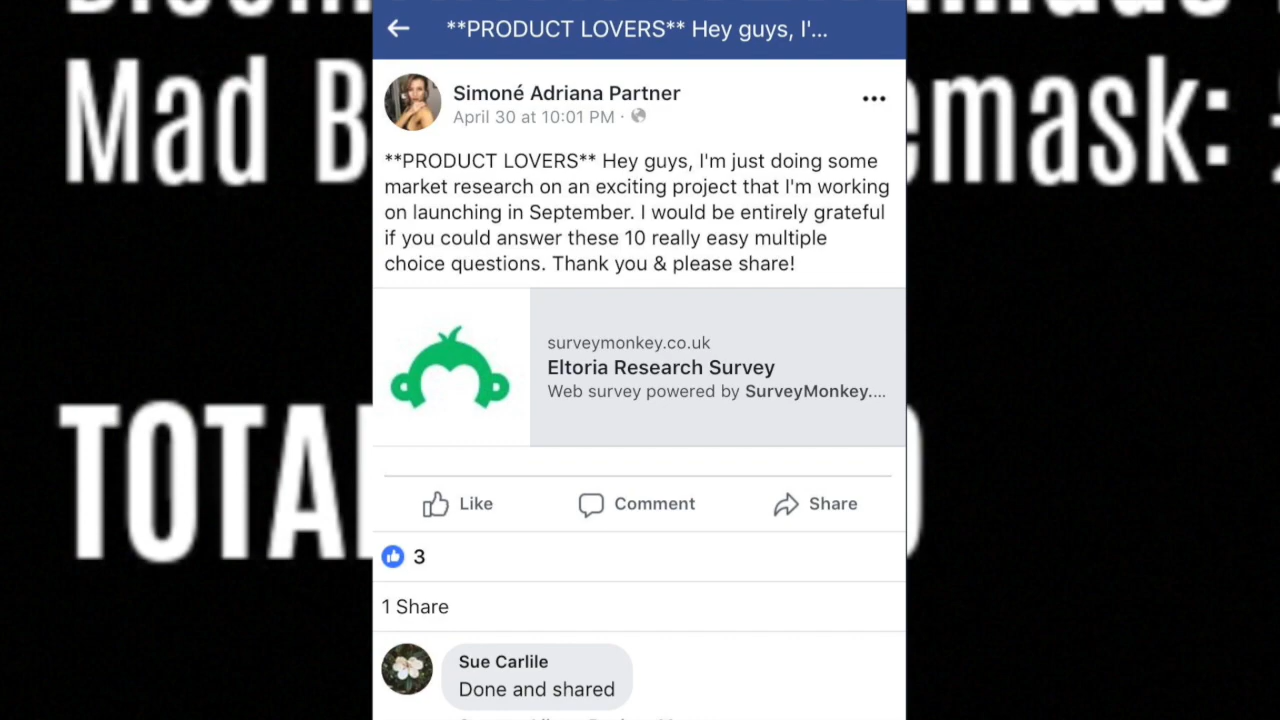 **PRODUCT LOVERS** Hey guys, I'...
Simoné Adriana Partner
April 30 at 10:01 PM ·
**PRODUCT LOVERS** Hey guys, I'm just doing some
market research on an exciting project that I'm working
on launching in September. I would be entirely grateful
if you could answer these 10 really easy multiple
choice questions. Thank you & please share!
surveymonkey.co.uk
Eltoria Research Survey
Web survey powered by SurveyMonkey....
Like Comment Share
3
1 Share
Sue Carlile
Done and shared
Mad B
emask:
TOTA